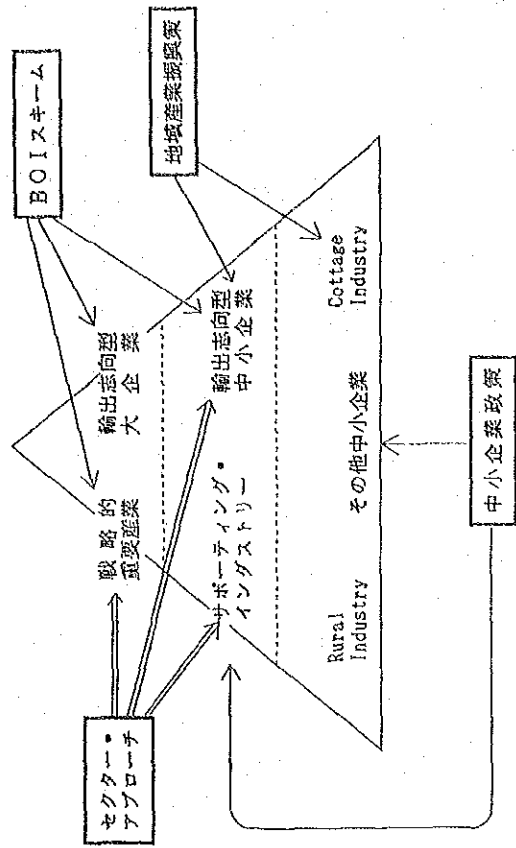 BOIスキーム
地域産業振興策
セクター・
アプローチ
戦略的
重要産業
輸出志向型
大企業
サポーティング・
インダストリー
輸出志向型
中小企業
Rural
Industry
その他中小企業
Cottage
Industry
中小企業政策